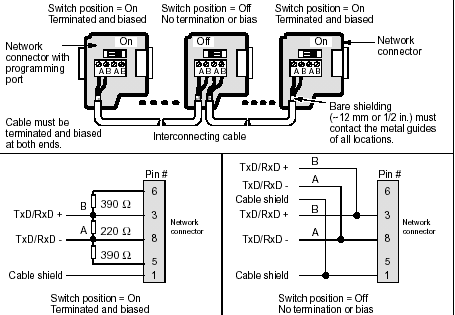 Switch position = On
Terminated and biased
Switch position = Off
No termination or bias
Switch position = On
Terminated and biased
Network
connector with
programming
port
On
Off
On
Network
connector
A B A B
A B A B
A B A B
Cable must be
terminated and biased
at both ends.
Interconnecting cable
Bare shielding
(~12 mm or 1/2 in.) must
contact the metal guides
of all locations.
Pin #
6
390 Ω
TxD/RxD +
B
3
Network
connector
220 Ω
TxD/RxD -
A
8
390 Ω
5
Cable shield
1
Switch position = On
Terminated and biased
TxD/RxD +
B
Pin #
TxD/RxD -
A
6
Cable shield
TxD/RxD +
B
3
Network
connector
TxD/RxD -
A
8
5
Cable shield
1
Switch position = Off
No termination or bias